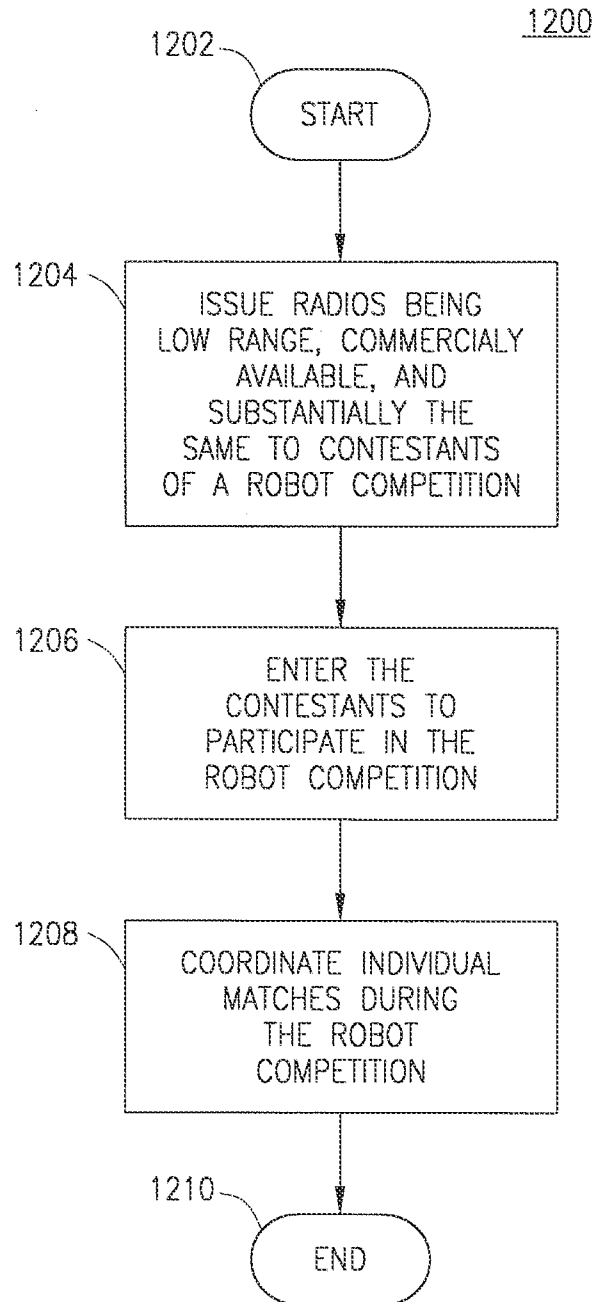 1200
1202
START
1204
ISSUE RADIOS BEING
LOW RANGE, COMMERCIALY
AVAILABLE, AND
SUBSTANTIALLY THE
SAME TO CONTESTANTS
OF A ROBOT COMPETITION
1206
ENTER THE
CONTESTANTS TO
PARTICIPATE IN THE
ROBOT COMPETITION
1208
COORDINATE INDIVIDUAL
MATCHES DURING
THE ROBOT
COMPETITION
1210
END